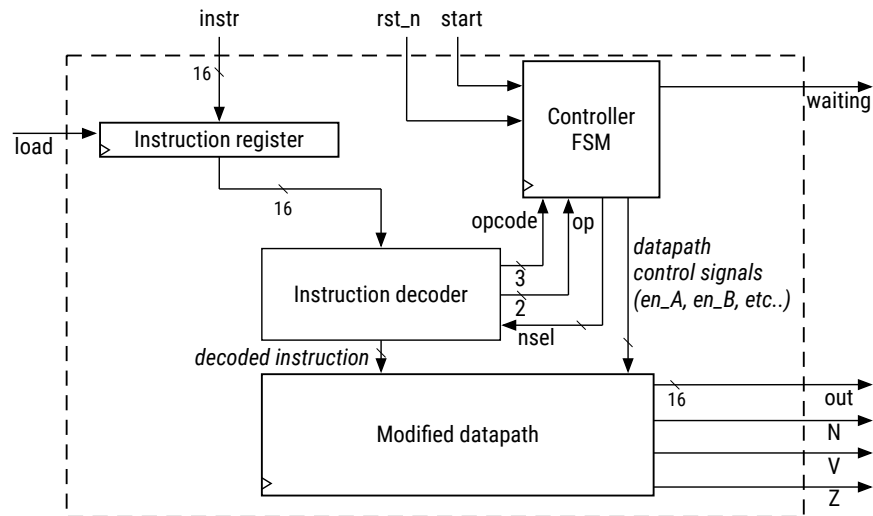 instr
rst_n
start
16
Controller
FSM
waiting
load
Instruction register
16
opcode
op
datapath
control signals
(en_A, en_B, etc..)
Instruction decoder
3
2
nsel
decoded instruction
16
out
Modified datapath
N
V
Z